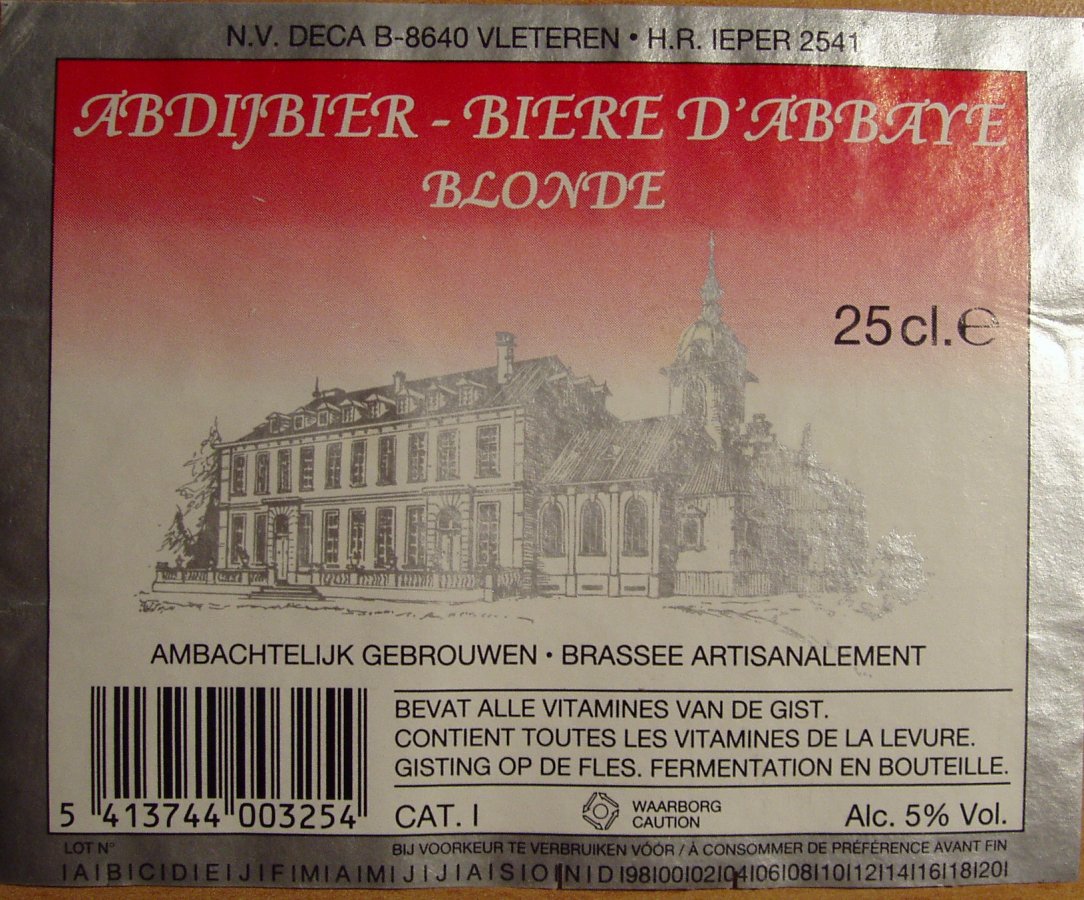 N.V. DECA B-8640 VLETEREN • H.R. IEPER 2541
ABDIJBIER - BIERE D'ABBAYE
BLONDE
25 cl. ℮
AMBACHTELIJK GEBROUWEN • BRASSEE ARTISANALEMENT
BEVAT ALLE VITAMINES VAN DE GIST.
CONTIENT TOUTES LES VITAMINES DE LA LEVURE.
GISTING OP DE FLES. FERMENTATION EN BOUTEILLE.
5 413744 003254
CAT. I
WAARBORG
CAUTION
Alc. 5% Vol.
LOT N°
BIJ VOORKEUR TE VERBRUIKEN VÓÓR / À CONSOMMER DE PRÉFÉRENCE AVANT FIN
|A|B|C|D|E|J|F|M|A|M|J|J|A|S|O|N|D|98|00|02|04|06|08|10|12|14|16|18|20|